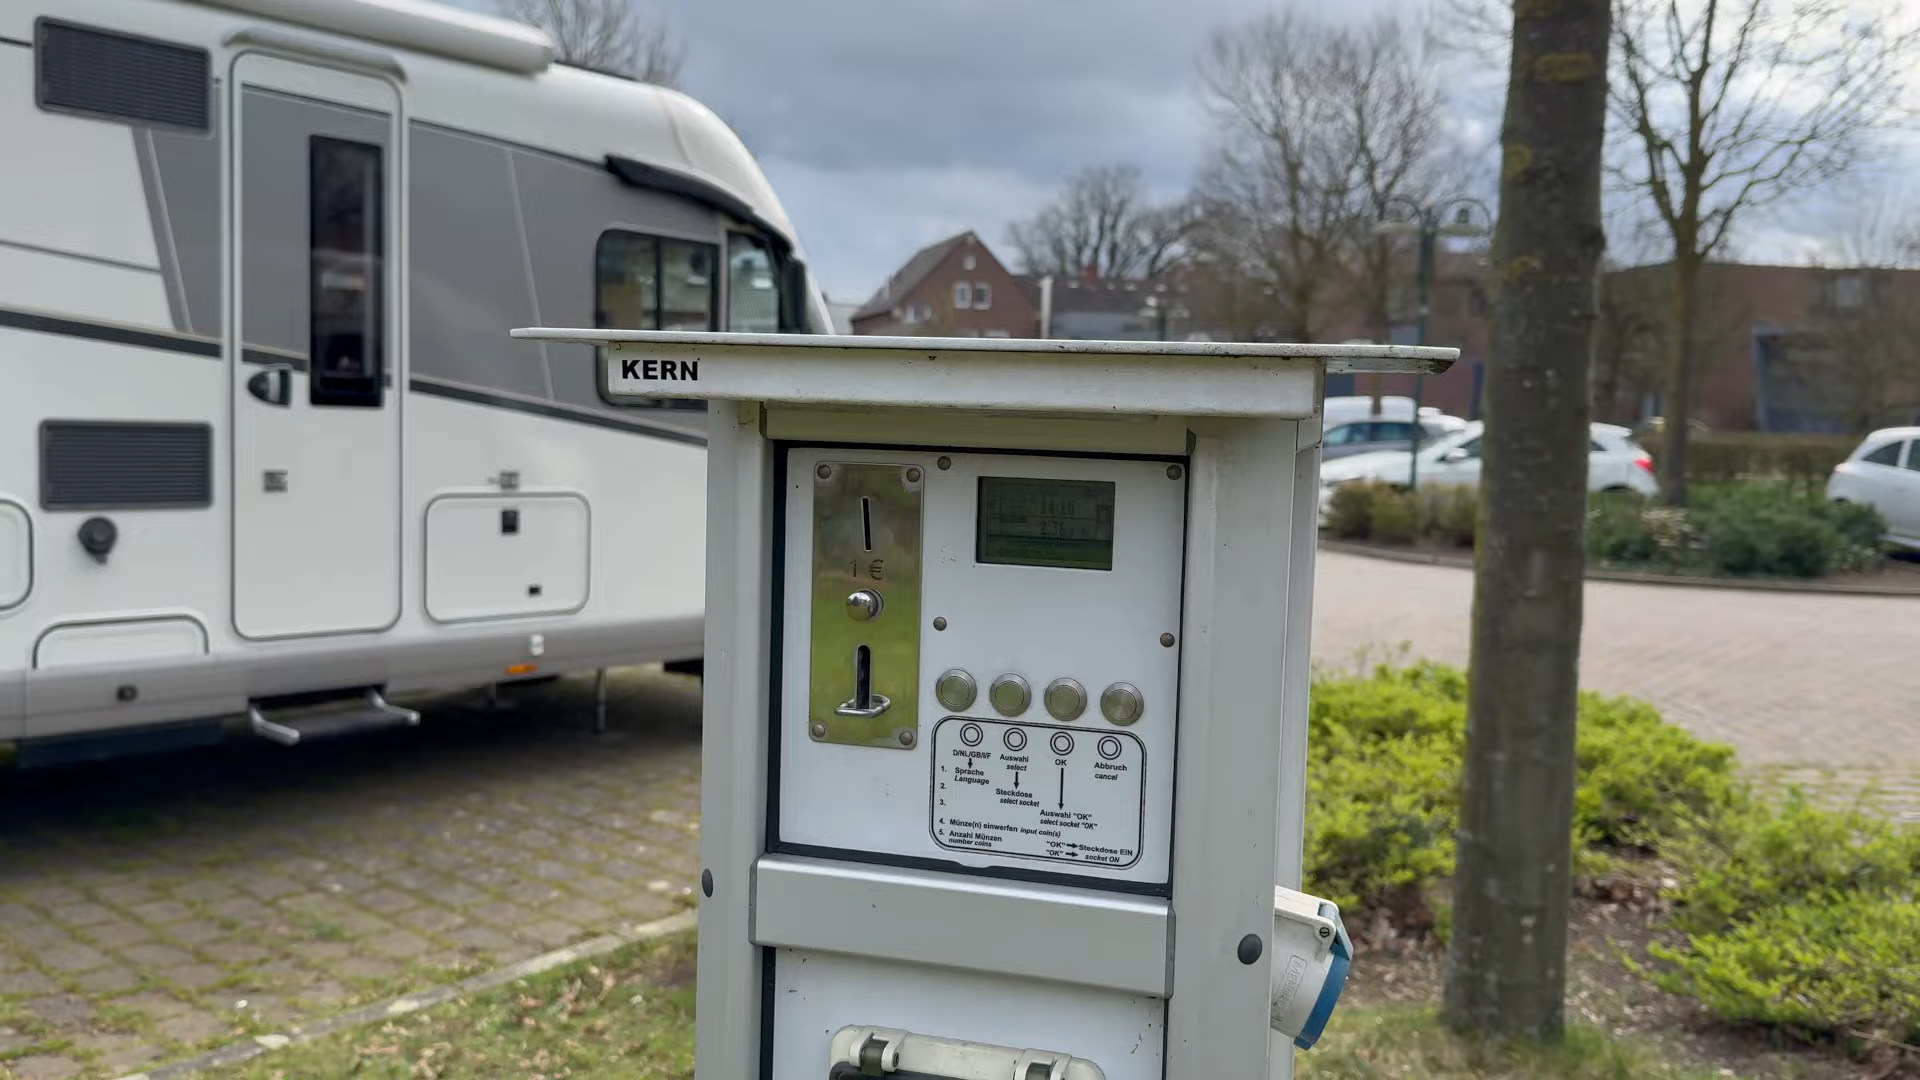 KERN
14:10
1 €
D/NL/GB/I/F
Auswahl
select
OK
Abbruch
cancel
1. Sprache
Language
2. Steckdose
select socket
3. Auswahl "OK"
select socket "OK"
4. Münze(n) einwerfen input coin(s)
5. Anzahl Münzen "OK" Steckdose EIN
number coins "OK" socket ON